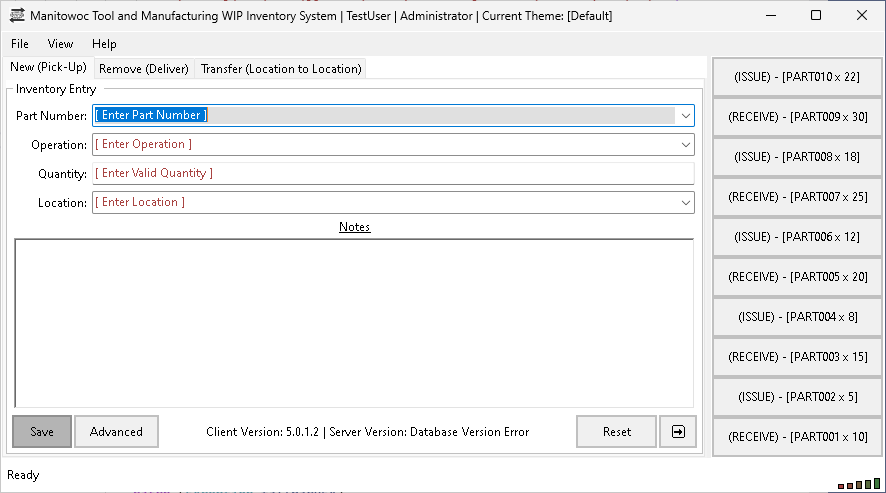 Manitowoc Tool and Manufacturing WIP Inventory System | TestUser | Administrator | Current Theme: [Default]
File View Help
New (Pick-Up) Remove (Deliver) Transfer (Location to Location)
Inventory Entry
Part Number: [ Enter Part Number ]
Operation: [ Enter Operation ]
Quantity: [ Enter Valid Quantity ]
Location: [ Enter Location ]
Notes
Save Advanced Client Version: 5.0.1.2 | Server Version: Database Version Error Reset
(ISSUE) - [PART010 x 22]
(RECEIVE) - [PART009 x 30]
(ISSUE) - [PART008 x 18]
(RECEIVE) - [PART007 x 25]
(ISSUE) - [PART006 x 12]
(RECEIVE) - [PART005 x 20]
(ISSUE) - [PART004 x 8]
(RECEIVE) - [PART003 x 15]
(ISSUE) - [PART002 x 5]
(RECEIVE) - [PART001 x 10]
Ready